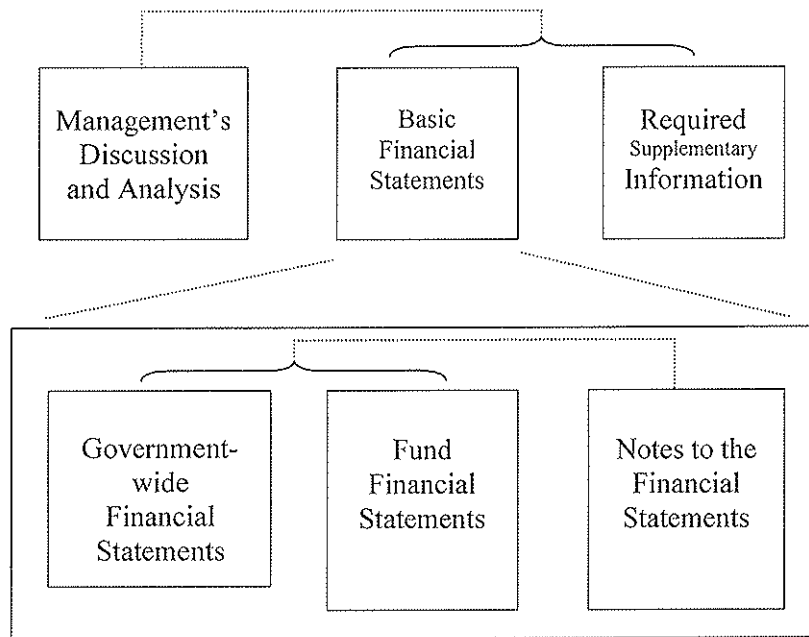 Management's
Discussion
and Analysis
Basic
Financial
Statements
Required
Supplementary
Information
Government-
wide
Financial
Statements
Fund
Financial
Statements
Notes to the
Financial
Statements